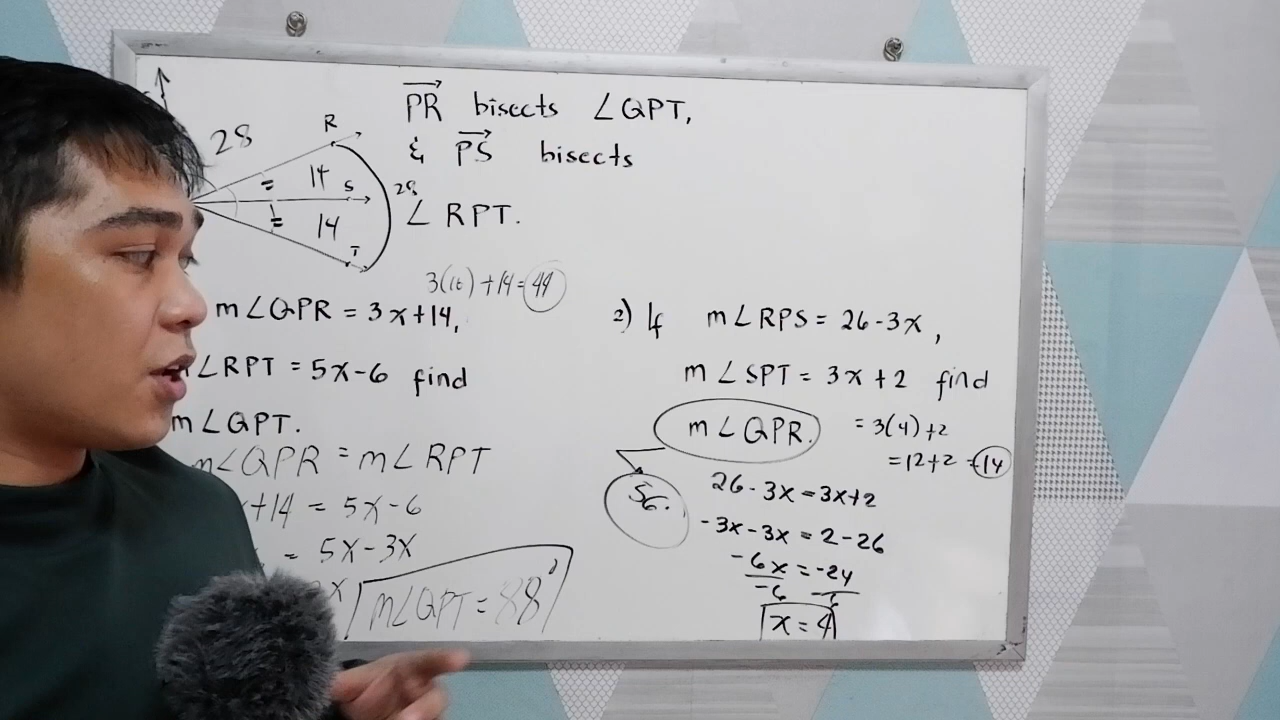 PR bisects ∠QPT,
& PS bisects
∠ RPT.
28
R
14
S
28
14
T
3(10)+14=44
m∠QPR = 3x+14,
m∠RPT = 5x-6 find
m∠QPT.
m∠QPR = m∠RPT
+14 = 5x-6
= 5x-3x
x
m∠QPT = 88°
2) If m∠RPS = 26-3x,
m∠SPT = 3x+2 find
m∠QPR. = 3(4)+2
=12+2 =14
56.
26-3x=3x+2
-3x-3x = 2-26
-6x = -24
-6 -6
x = 4